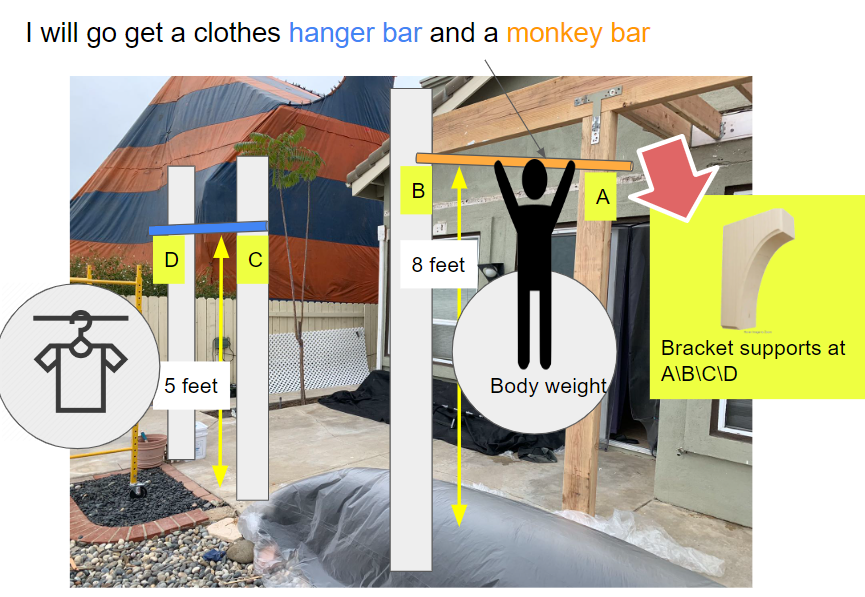 I will go get a clothes hanger bar and a monkey bar
B
A
D
C
8 feet
5 feet
Body weight
Bracket supports at
A\B\C\D